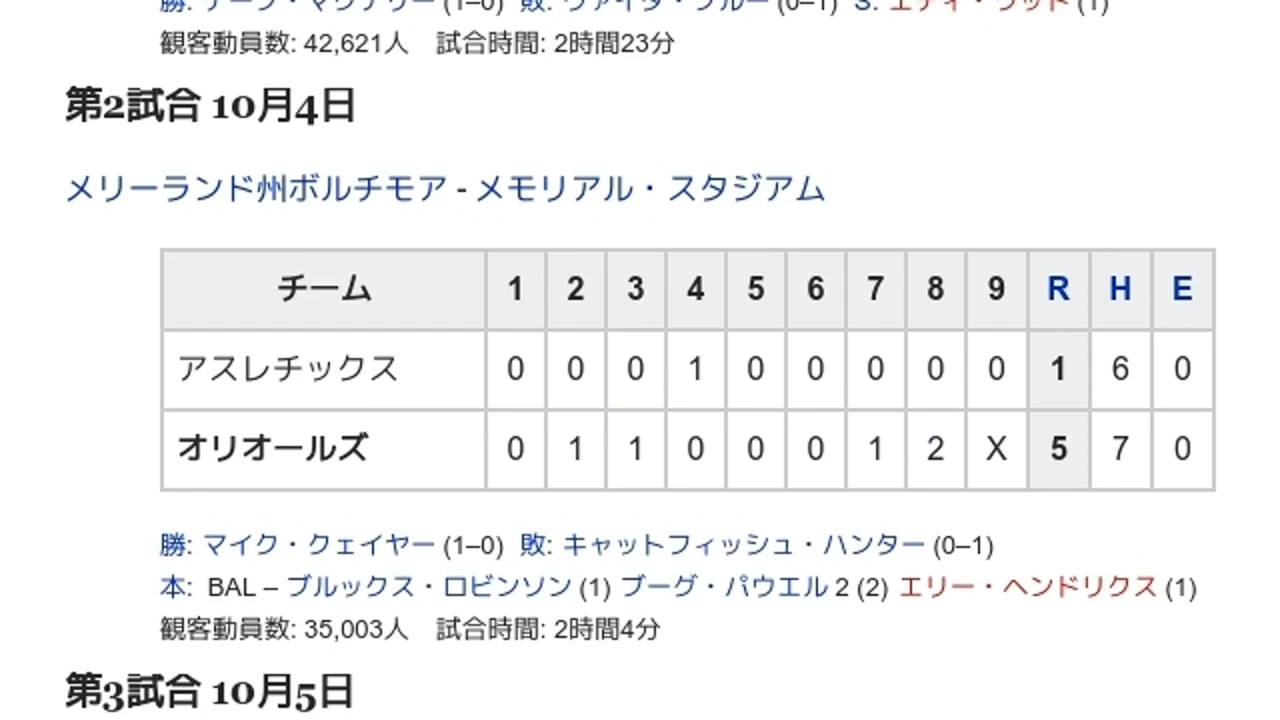 観客動員数: 42,621人 試合時間: 2時間23分
第2試合 10月4日
メリーランド州ボルチモア - メモリアル・スタジアム
チーム 1 2 3 4 5 6 7 8 9 R H E
アスレチックス 0 0 0 1 0 0 0 0 0 1 6 0
オリオールズ 0 1 1 0 0 0 1 2 X 5 7 0
勝: マイク・クェイヤー (1–0) 敗: キャットフィッシュ・ハンター (0–1)
本: BAL – ブルックス・ロビンソン (1) ブーグ・パウエル 2 (2) エリー・ヘンドリクス (1)
観客動員数: 35,003人 試合時間: 2時間4分
第3試合 10月5日